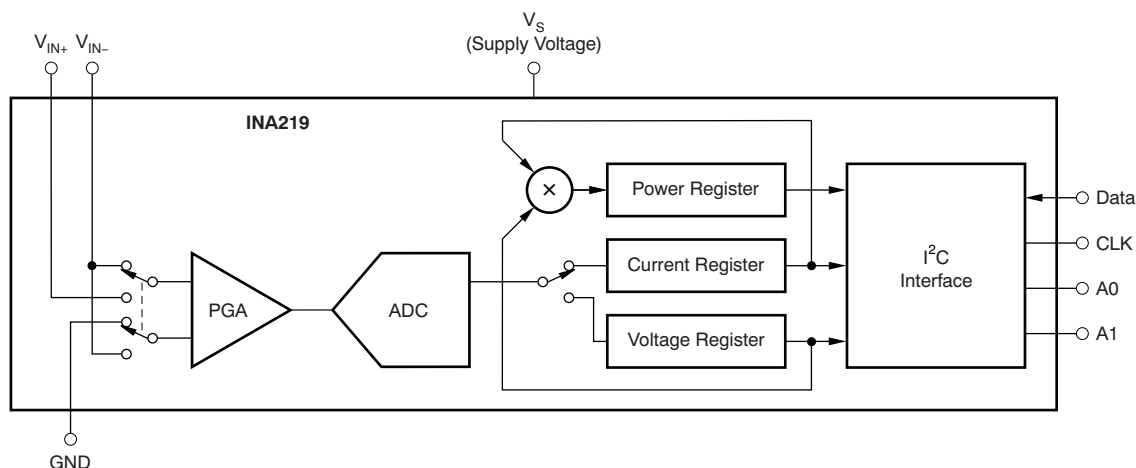 V_S
(Supply Voltage)
V_IN+
V_IN–
INA219
×
Power Register
Current Register
Voltage Register
PGA
ADC
I²C
Interface
Data
CLK
A0
A1
GND